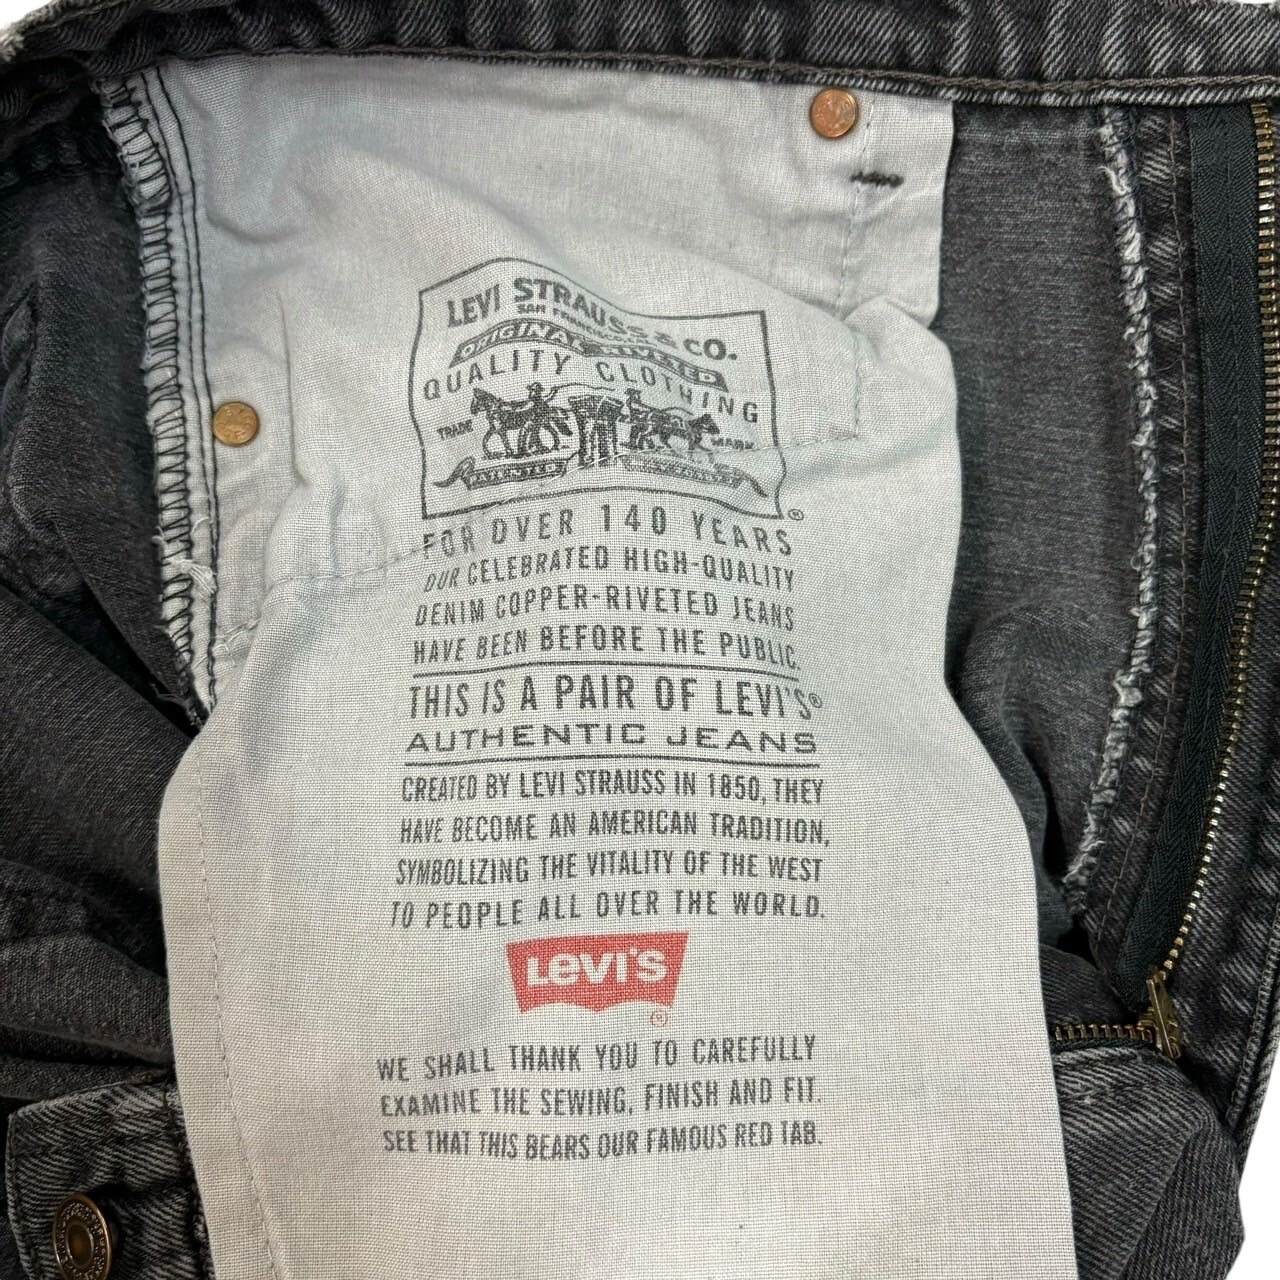 LEVI STRAUSS & CO.
SAN FRANCISCO, CAL.
ORIGINAL RIVETED
QUALITY CLOTHING
TRADE MARK
PATENTED
®
FOR OVER 140 YEARS
OUR CELEBRATED HIGH-QUALITY
DENIM COPPER-RIVETED JEANS
HAVE BEEN BEFORE THE PUBLIC.
THIS IS A PAIR OF LEVI'S®
AUTHENTIC JEANS
CREATED BY LEVI STRAUSS IN 1850, THEY
HAVE BECOME AN AMERICAN TRADITION,
SYMBOLIZING THE VITALITY OF THE WEST
TO PEOPLE ALL OVER THE WORLD.
LEVI'S
®
WE SHALL THANK YOU TO CAREFULLY
EXAMINE THE SEWING, FINISH AND FIT.
SEE THAT THIS BEARS OUR FAMOUS RED TAB.